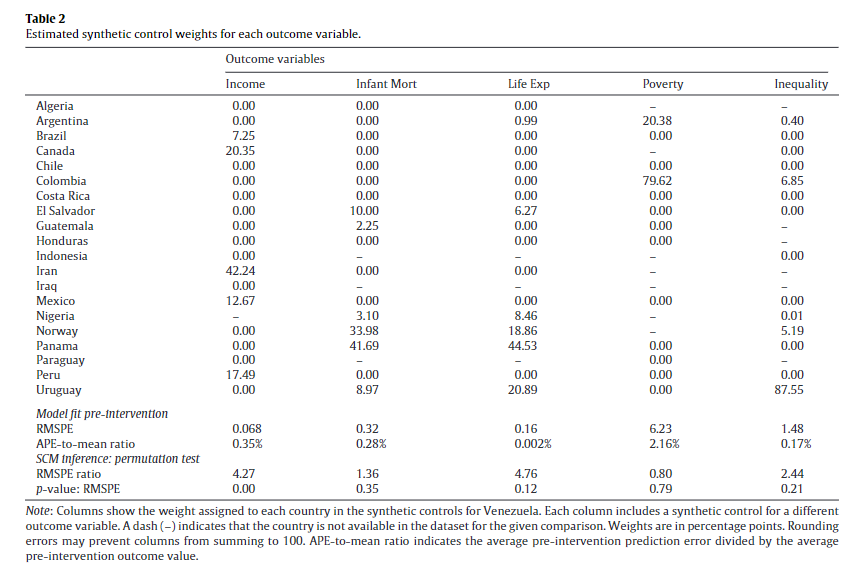 Table 2
Estimated synthetic control weights for each outcome variable.
Outcome variables
Income Infant Mort Life Exp Poverty Inequality
Algeria 0.00 0.00 0.00 – –
Argentina 0.00 0.00 0.99 20.38 0.40
Brazil 7.25 0.00 0.00 0.00 0.00
Canada 20.35 0.00 0.00 – 0.00
Chile 0.00 0.00 0.00 0.00 0.00
Colombia 0.00 0.00 0.00 79.62 6.85
Costa Rica 0.00 0.00 0.00 0.00 0.00
El Salvador 0.00 10.00 6.27 0.00 0.00
Guatemala 0.00 2.25 0.00 0.00 –
Honduras 0.00 0.00 0.00 0.00 –
Indonesia 0.00 – – – 0.00
Iran 42.24 0.00 0.00 – –
Iraq 0.00 – – – –
Mexico 12.67 0.00 0.00 0.00 0.00
Nigeria – 3.10 8.46 – 0.01
Norway 0.00 33.98 18.86 – 5.19
Panama 0.00 41.69 44.53 0.00 0.00
Paraguay 0.00 – – 0.00 –
Peru 17.49 0.00 0.00 0.00 0.00
Uruguay 0.00 8.97 20.89 0.00 87.55
Model fit pre-intervention
RMSPE 0.068 0.32 0.16 6.23 1.48
APE-to-mean ratio 0.35% 0.28% 0.002% 2.16% 0.17%
SCM inference: permutation test
RMSPE ratio 4.27 1.36 4.76 0.80 2.44
p-value: RMSPE 0.00 0.35 0.12 0.79 0.21
Note: Columns show the weight assigned to each country in the synthetic controls for Venezuela. Each column includes a synthetic control for a different
outcome variable. A dash (–) indicates that the country is not available in the dataset for the given comparison. Weights are in percentage points. Rounding
errors may prevent columns from summing to 100. APE-to-mean ratio indicates the average pre-intervention prediction error divided by the average
pre-intervention outcome value.